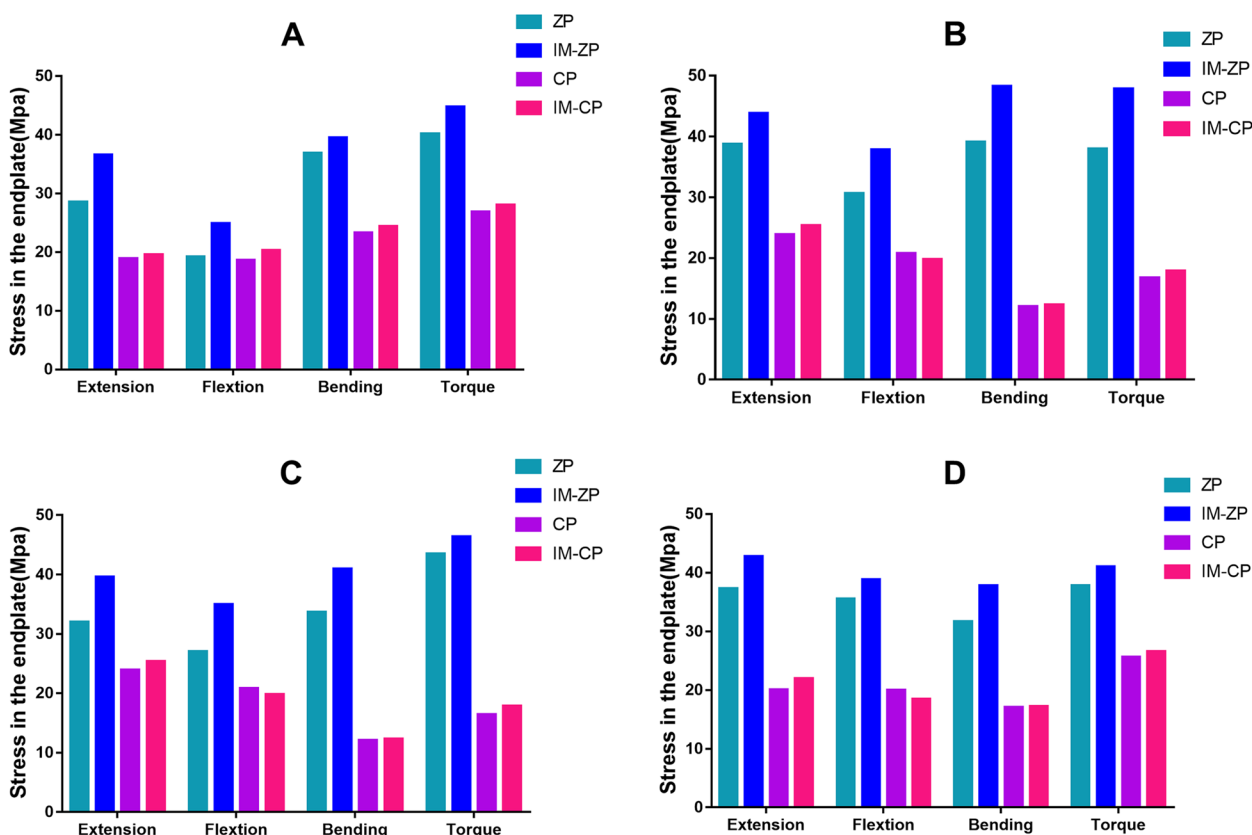 A
ZP
IM-ZP
CP
IM-CP
Stress in the endplate(Mpa)
50
40
30
20
10
0
Extension Flextion Bending Torque
B
ZP
IM-ZP
CP
IM-CP
Stress in the endplate(Mpa)
50
40
30
20
10
0
Extension Flextion Bending Torque
C
ZP
IM-ZP
CP
IM-CP
Stress in the endplate(Mpa)
50
40
30
20
10
0
Extension Flextion Bending Torque
D
ZP
IM-ZP
CP
IM-CP
Stress in the endplate(Mpa)
50
40
30
20
10
0
Extension Flextion Bending Torque